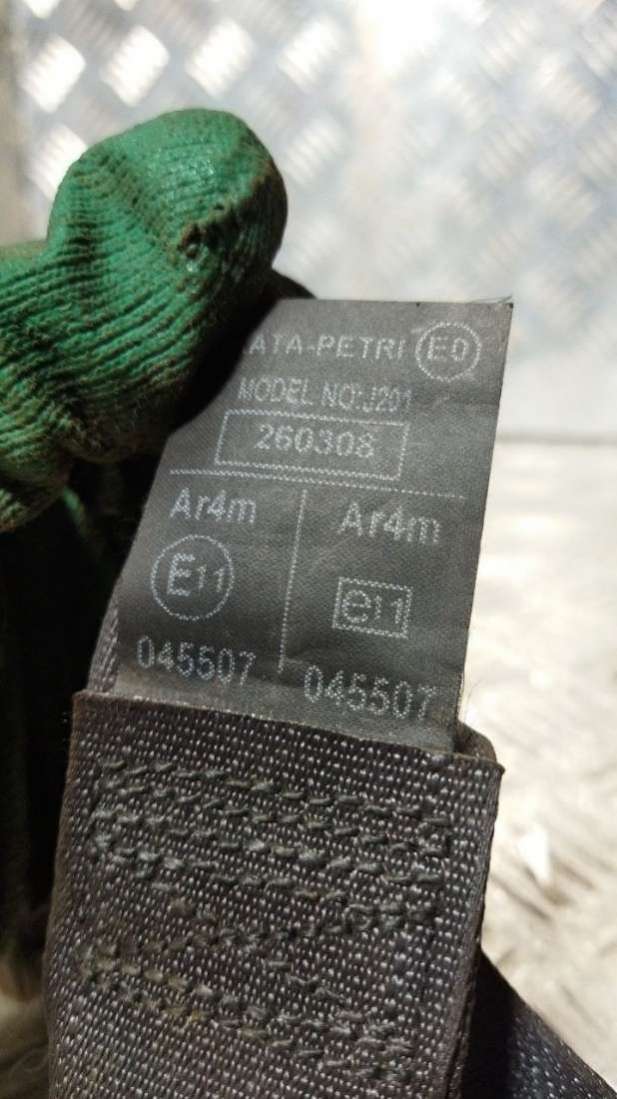 ATA-PETRI E0
MODEL NO:J201
260308
Ar4m Ar4m
E11 e11
045507 045507